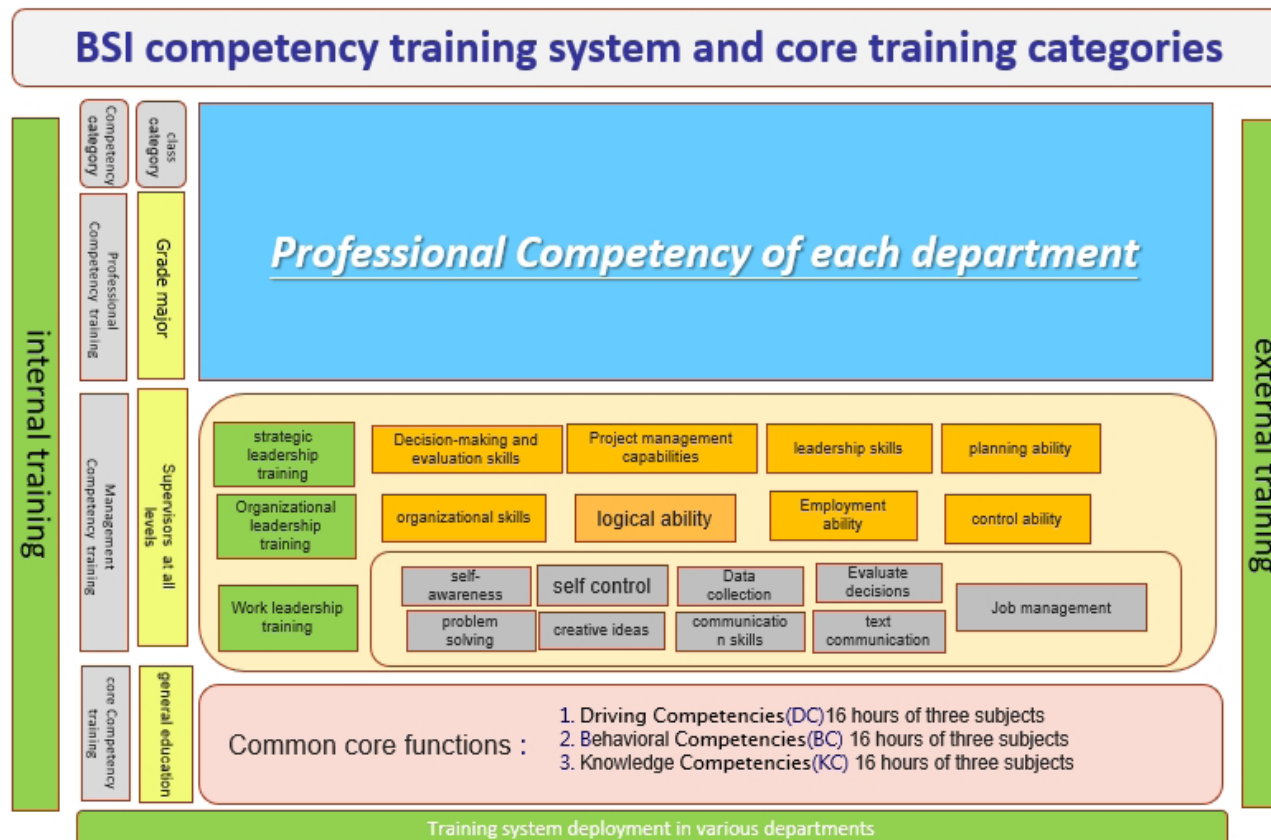 BSI competency training system and core training categories
internal training
Competency
category
class
category
Professional
Competency training
Grade major
Professional Competency of each department
external training
Management
Competency training
Supervisors at all
levels
strategic
leadership
training
Decision-making and
evaluation skills
Project management
capabilities
leadership skills
planning ability
Organizational
leadership
training
organizational skills
logical ability
Employment
ability
control ability
Work leadership
training
self-
awareness
self control
Data
collection
Evaluate
decisions
Job management
problem
solving
creative ideas
communicatio
n skills
text
communication
core Competency
training
general education
Common core functions :
1. Driving Competencies(DC)16 hours of three subjects
2. Behavioral Competencies(BC) 16 hours of three subjects
3. Knowledge Competencies(KC) 16 hours of three subjects
Training system deployment in various departments